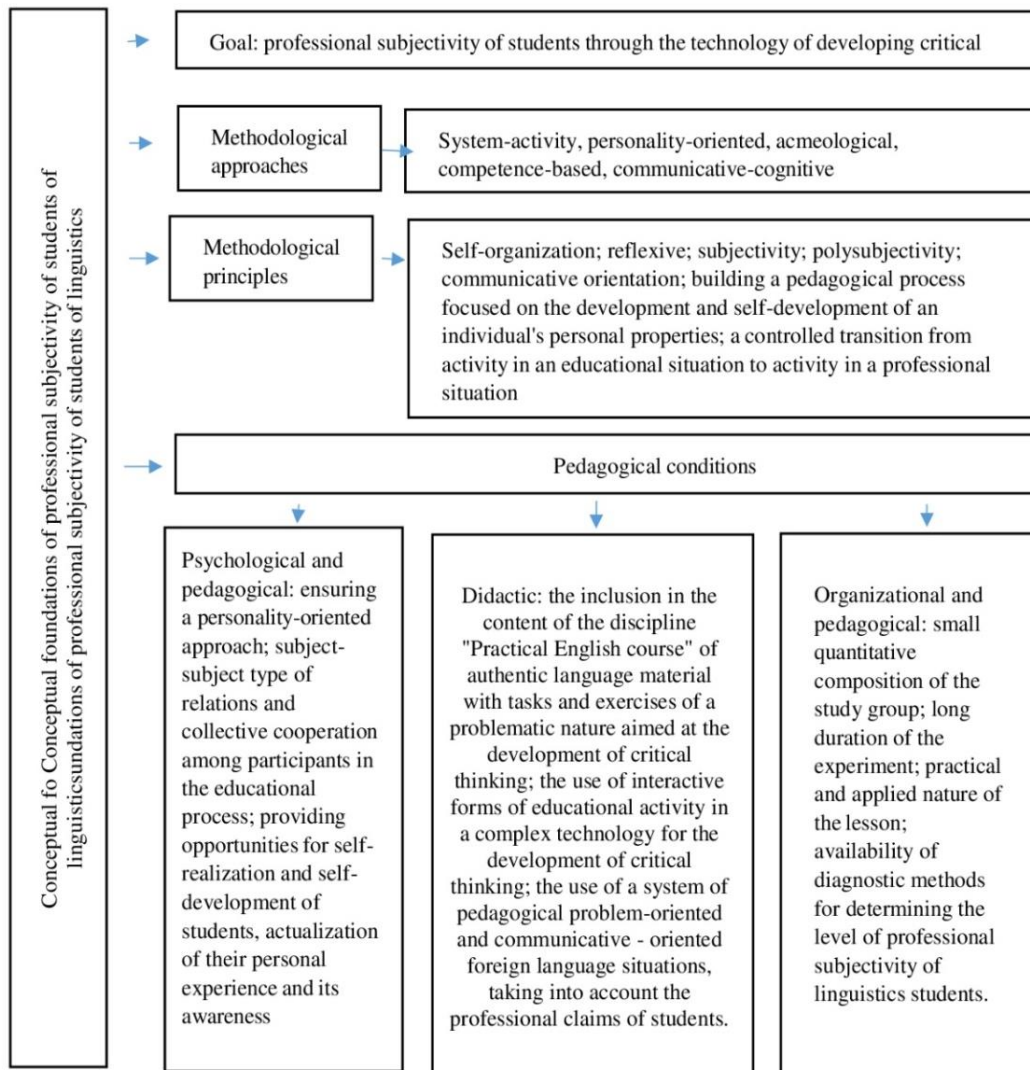 Conceptual fo Conceptual foundations of professional subjectivity of students of
linguisticsundations of professional subjectivity of students of linguistics
Goal: professional subjectivity of students through the technology of developing critical
Methodological
approaches
System-activity, personality-oriented, acmeological,
competence-based, communicative-cognitive
Methodological
principles
Self-organization; reflexive; subjectivity; polysubjectivity;
communicative orientation; building a pedagogical process
focused on the development and self-development of an
individual's personal properties; a controlled transition from
activity in an educational situation to activity in a professional
situation
Pedagogical conditions
Psychological and
pedagogical: ensuring
a personality-oriented
approach; subject-
subject type of
relations and
collective cooperation
among participants in
the educational
process; providing
opportunities for self-
realization and self-
development of
students, actualization
of their personal
experience and its
awareness
Didactic: the inclusion in the
content of the discipline
"Practical English course" of
authentic language material
with tasks and exercises of a
problematic nature aimed at the
development of critical
thinking; the use of interactive
forms of educational activity in
a complex technology for the
development of critical
thinking; the use of a system of
pedagogical problem-oriented
and communicative - oriented
foreign language situations,
taking into account the
professional claims of students.
Organizational and
pedagogical: small
quantitative
composition of the
study group; long
duration of the
experiment; practical
and applied nature of
the lesson;
availability of
diagnostic methods
for determining the
level of professional
subjectivity of
linguistics students.